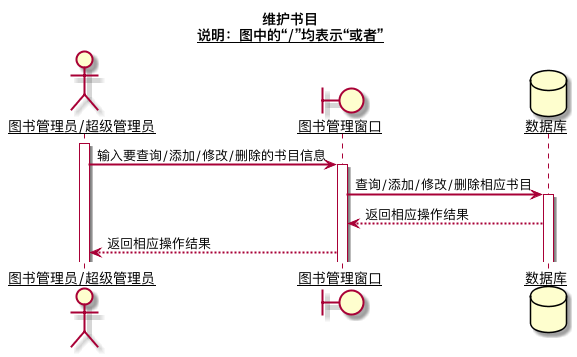 维护书目
说明：图中的“/”均表示“或者”
图书管理员/超级管理员
图书管理窗口
数据库
输入要查询/添加/修改/删除的书目信息
查询/添加/修改/删除相应书目
返回相应操作结果
返回相应操作结果
图书管理员/超级管理员
图书管理窗口
数据库